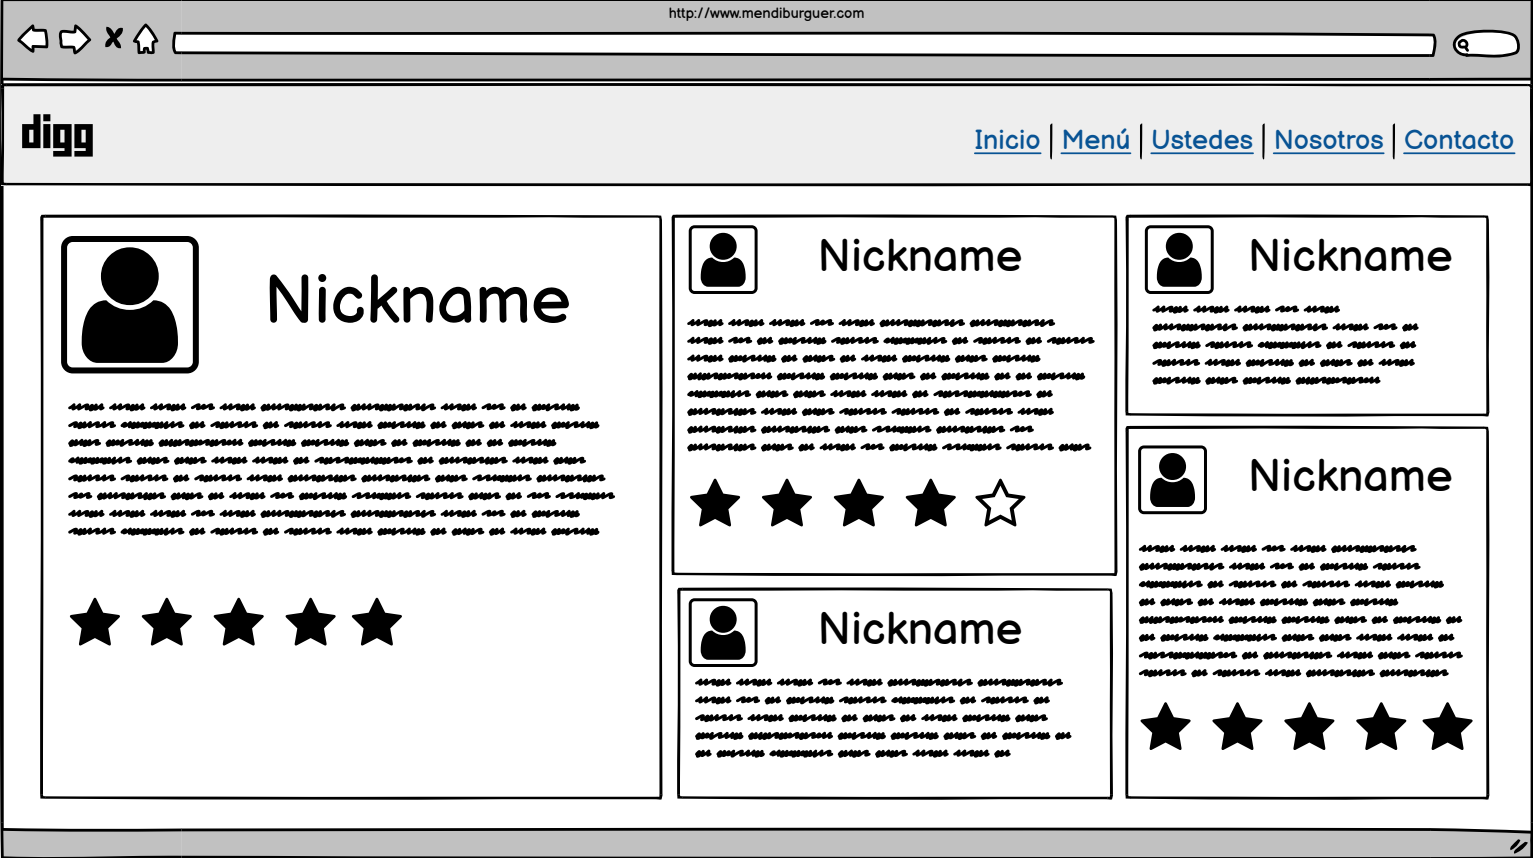 http://www.mendiburguer.com
digg
Inicio | Menú | Ustedes | Nosotros | Contacto
Nickname
Nickname
Nickname
Nickname
Nickname